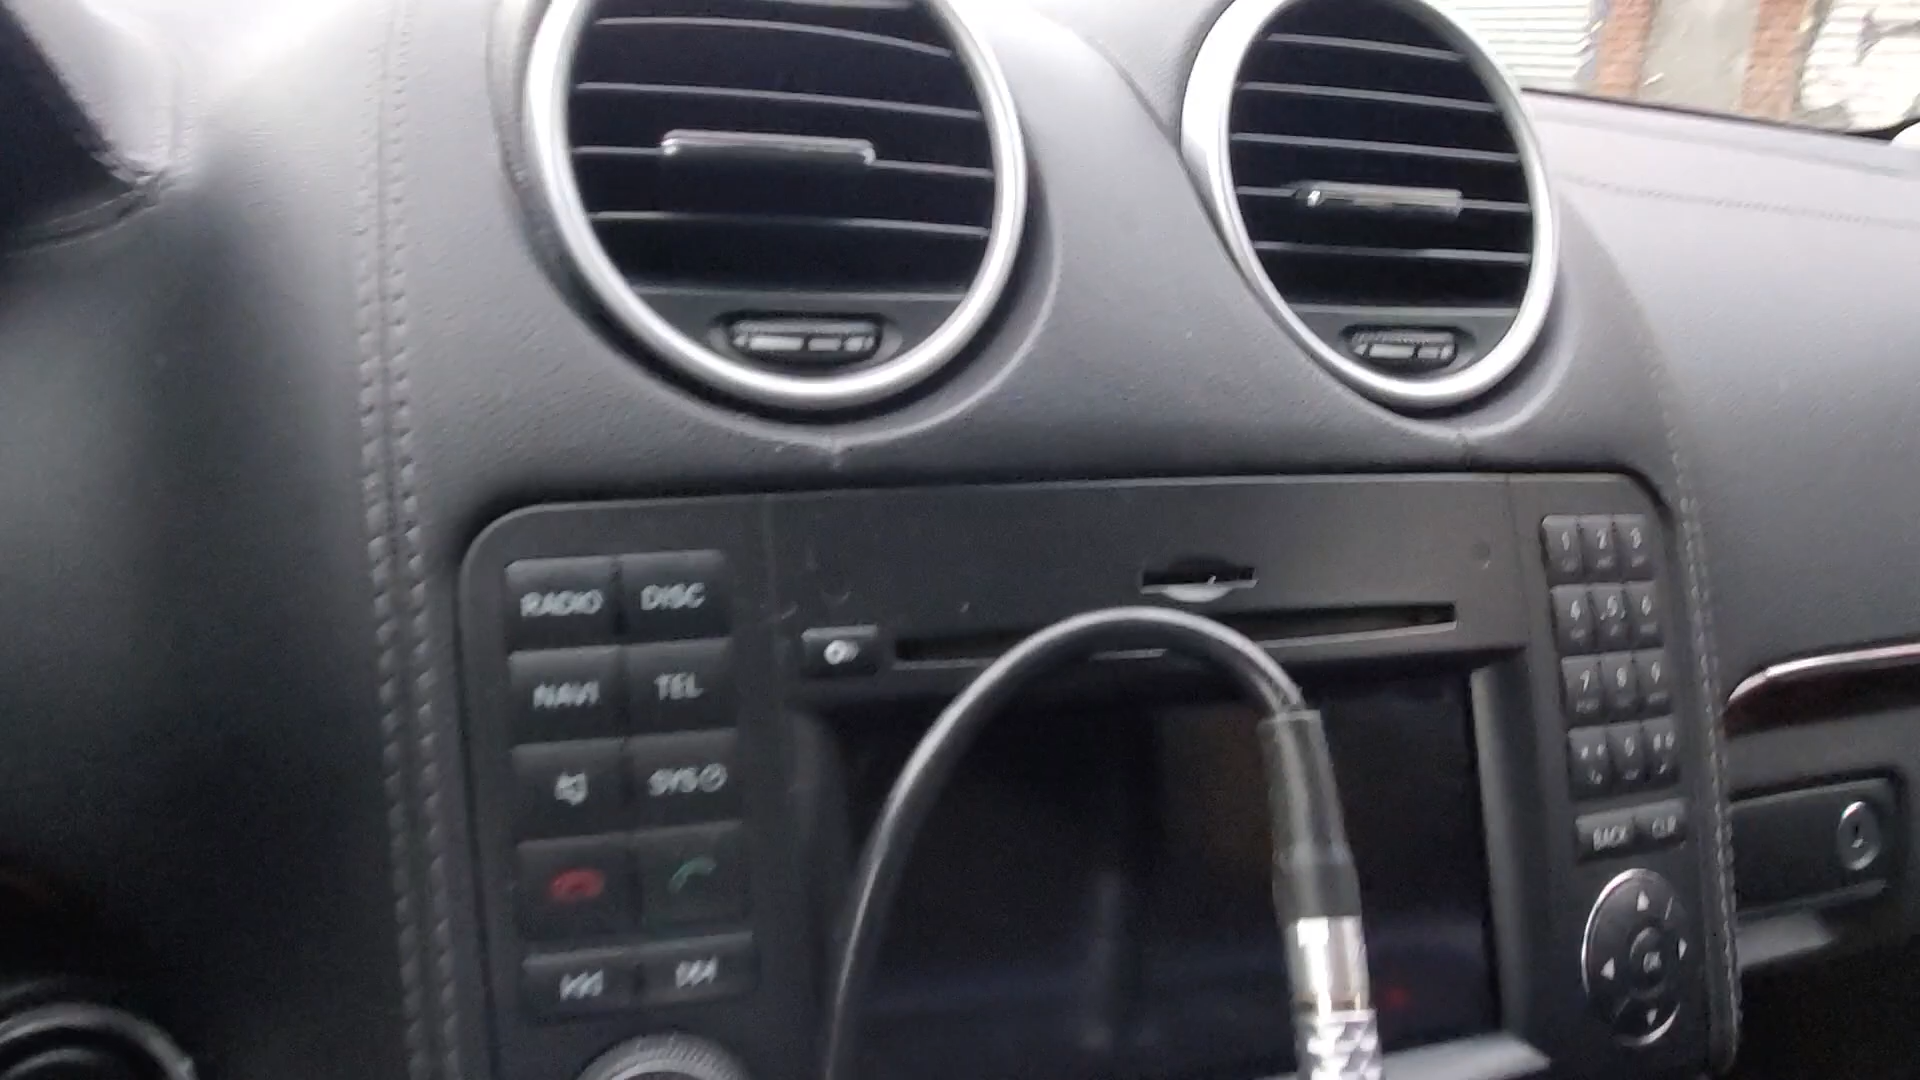 RADIO DISC
NAVI TEL
SYS
1 2 3
4 5 6
7 8 9
0
BACK CLR
OK